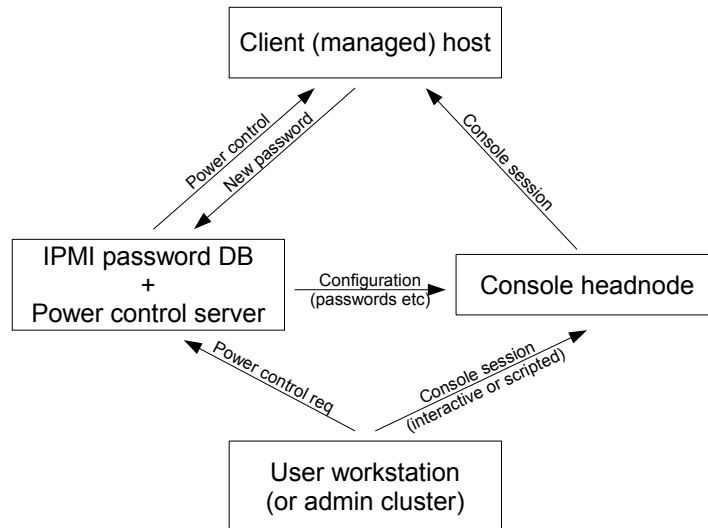 Client (managed) host
Power control
New password
Console session
IPMI password DB
+
Power control server
Configuration
(passwords etc)
Console headnode
Power control req
Console session
(interactive or scripted)
User workstation
(or admin cluster)